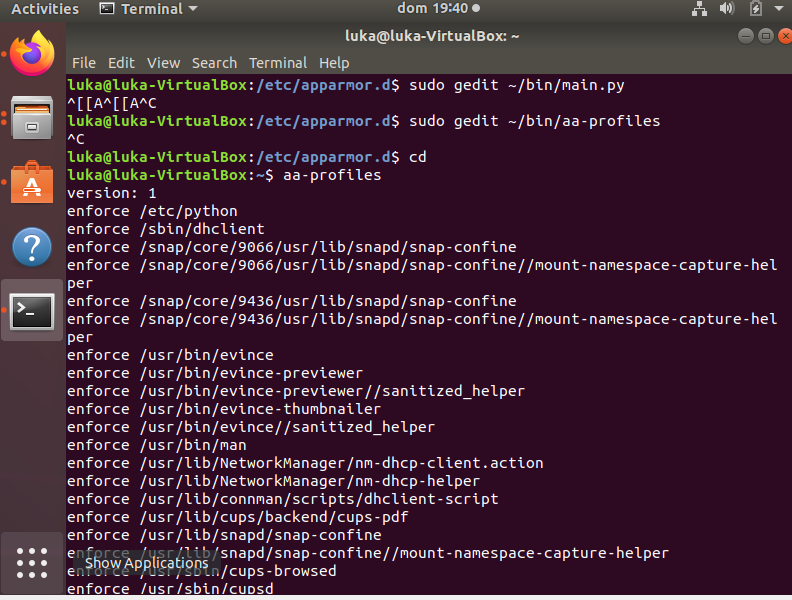 Activities Terminal dom 19:40
luka@luka-VirtualBox: ~
File Edit View Search Terminal Help
luka@luka-VirtualBox:/etc/apparmor.d$ sudo gedit ~/bin/main.py
^[[A^[[A^C
luka@luka-VirtualBox:/etc/apparmor.d$ sudo gedit ~/bin/aa-profiles
^C
luka@luka-VirtualBox:/etc/apparmor.d$ cd
luka@luka-VirtualBox:~$ aa-profiles
version: 1
enforce /etc/python
enforce /sbin/dhclient
enforce /snap/core/9066/usr/lib/snapd/snap-confine
enforce /snap/core/9066/usr/lib/snapd/snap-confine//mount-namespace-capture-hel
per
enforce /snap/core/9436/usr/lib/snapd/snap-confine
enforce /snap/core/9436/usr/lib/snapd/snap-confine//mount-namespace-capture-hel
per
enforce /usr/bin/evince
enforce /usr/bin/evince-previewer
enforce /usr/bin/evince-previewer//sanitized_helper
enforce /usr/bin/evince-thumbnailer
enforce /usr/bin/evince//sanitized_helper
enforce /usr/bin/man
enforce /usr/lib/NetworkManager/nm-dhcp-client.action
enforce /usr/lib/NetworkManager/nm-dhcp-helper
enforce /usr/lib/connman/scripts/dhclient-script
enforce /usr/lib/cups/backend/cups-pdf
enforce /usr/lib/snapd/snap-confine
enforce /usr/lib/snapd/snap-confine//mount-namespace-capture-helper
Show Applications
enforce /usr/sbin/cups-browsed
enforce /usr/sbin/cupsd